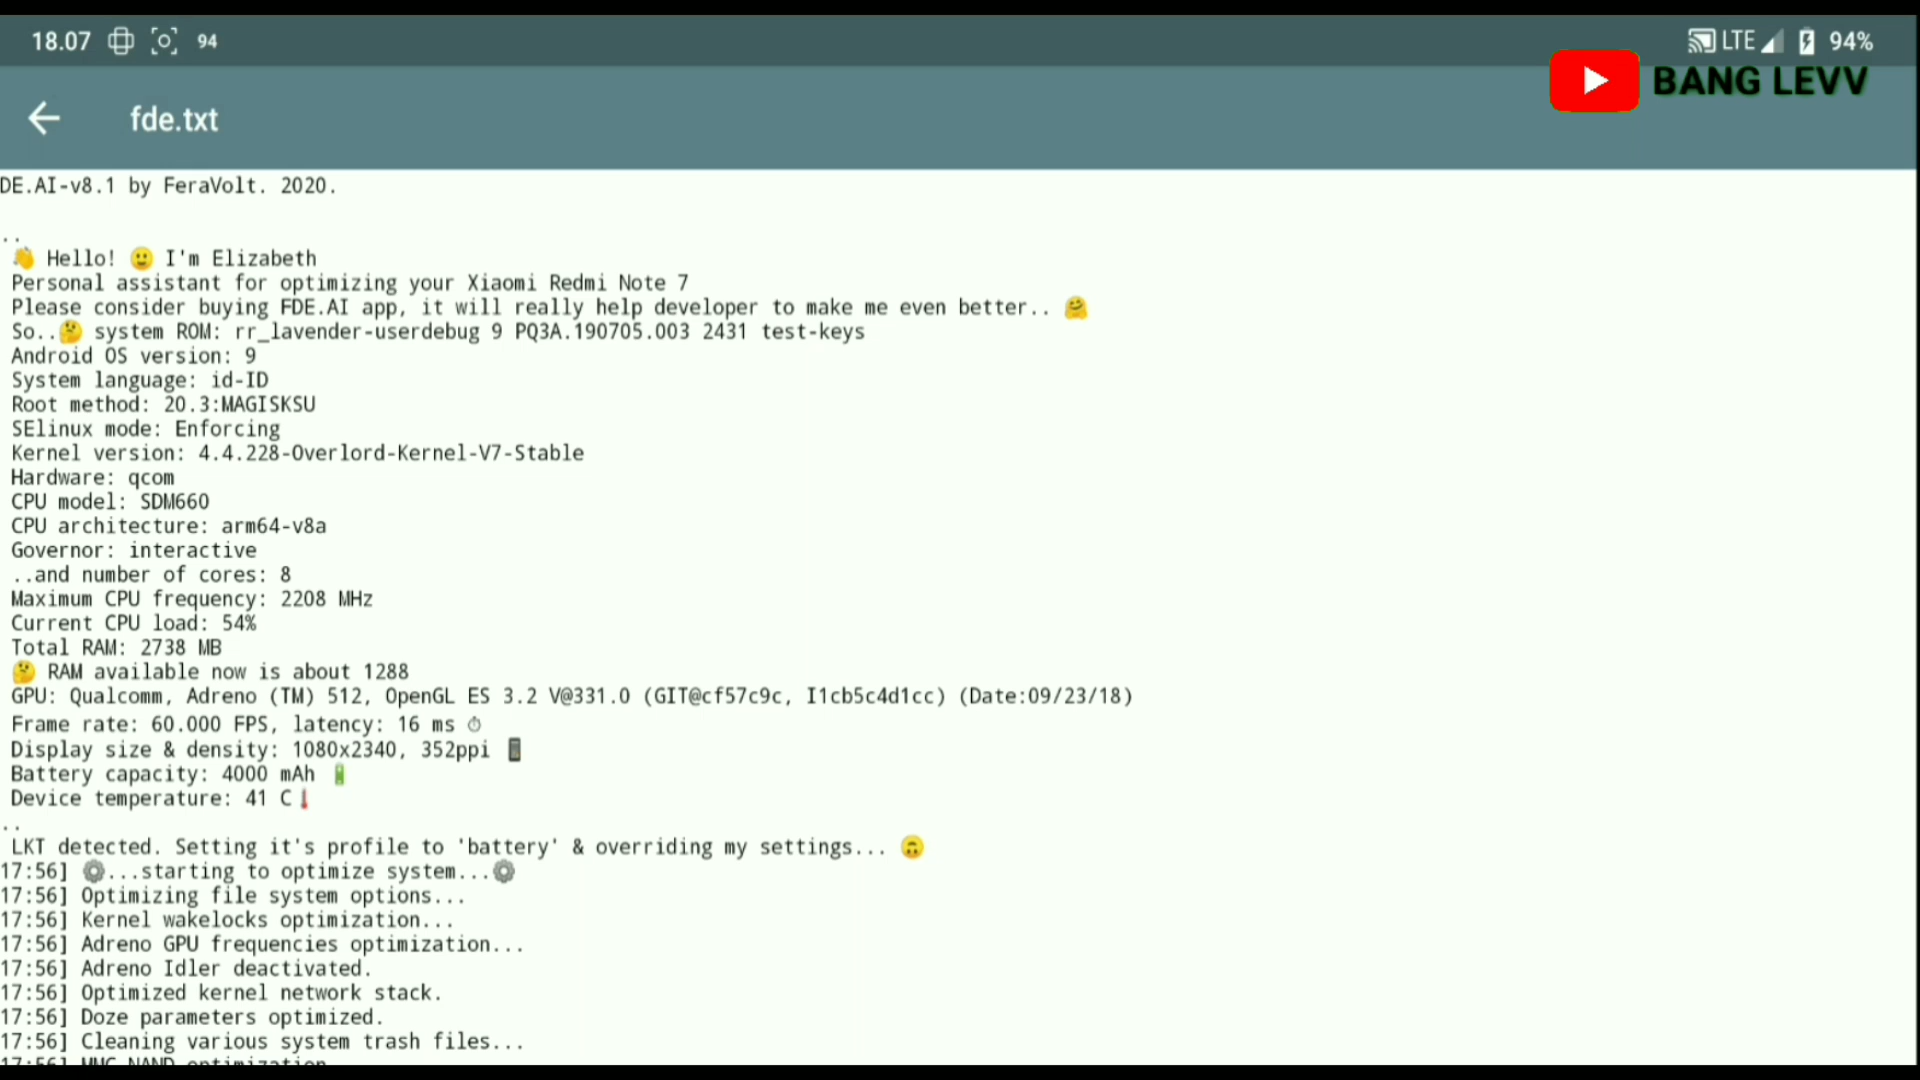 18.07 94 LTE 94%
BANG LEVV
fde.txt
DE.AI-v8.1 by FeraVolt. 2020.
..
👋 Hello! 🙂 I'm Elizabeth
Personal assistant for optimizing your Xiaomi Redmi Note 7
Please consider buying FDE.AI app, it will really help developer to make me even better.. 🤗
So..🤔 system ROM: rr_lavender-userdebug 9 PQ3A.190705.003 2431 test-keys
Android OS version: 9
System language: id-ID
Root method: 20.3:MAGISKSU
SElinux mode: Enforcing
Kernel version: 4.4.228-Overlord-Kernel-V7-Stable
Hardware: qcom
CPU model: SDM660
CPU architecture: arm64-v8a
Governor: interactive
..and number of cores: 8
Maximum CPU frequency: 2208 MHz
Current CPU load: 54%
Total RAM: 2738 MB
🤔 RAM available now is about 1288
GPU: Qualcomm, Adreno (TM) 512, OpenGL ES 3.2 V@331.0 (GIT@cf57c9c, I1cb5c4d1cc) (Date:09/23/18)
Frame rate: 60.000 FPS, latency: 16 ms ⏱
Display size & density: 1080x2340, 352ppi 📱
Battery capacity: 4000 mAh 🔋
Device temperature: 41 C🌡
..
LKT detected. Setting it's profile to 'battery' & overriding my settings... 🙃
17:56] ⚙...starting to optimize system...⚙
17:56] Optimizing file system options...
17:56] Kernel wakelocks optimization...
17:56] Adreno GPU frequencies optimization...
17:56] Adreno Idler deactivated.
17:56] Optimized kernel network stack.
17:56] Doze parameters optimized.
17:56] Cleaning various system trash files...
17:56] MMC NAND optimization